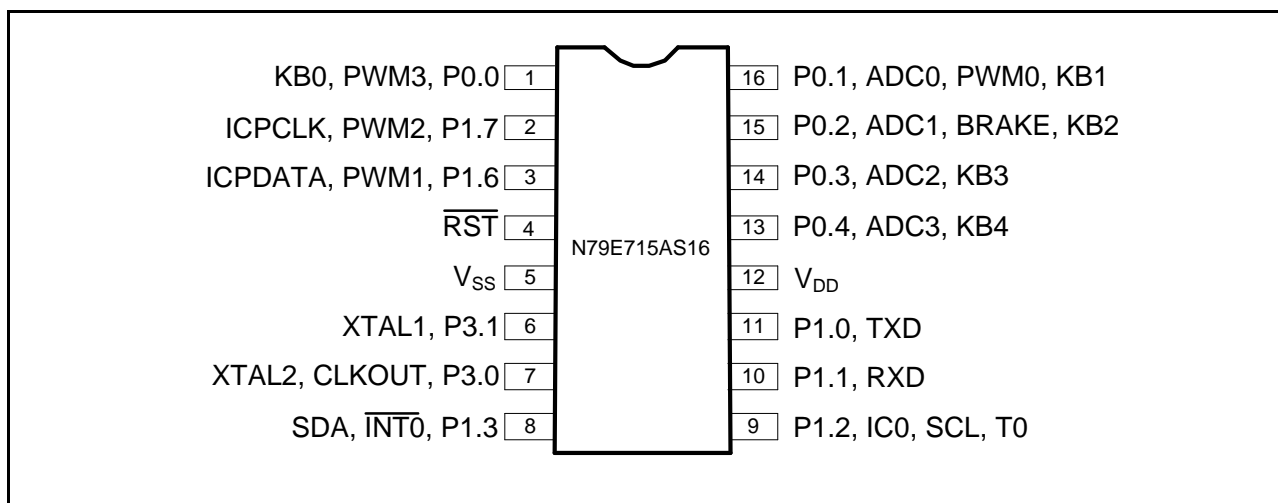 KB0, PWM3, P0.0 1
16 P0.1, ADC0, PWM0, KB1
ICPCLK, PWM2, P1.7 2
15 P0.2, ADC1, BRAKE, KB2
ICPDATA, PWM1, P1.6 3
14 P0.3, ADC2, KB3
RST 4
13 P0.4, ADC3, KB4
N79E715AS16
VSS 5
12 VDD
XTAL1, P3.1 6
11 P1.0, TXD
XTAL2, CLKOUT, P3.0 7
10 P1.1, RXD
SDA, INT0, P1.3 8
9 P1.2, IC0, SCL, T0